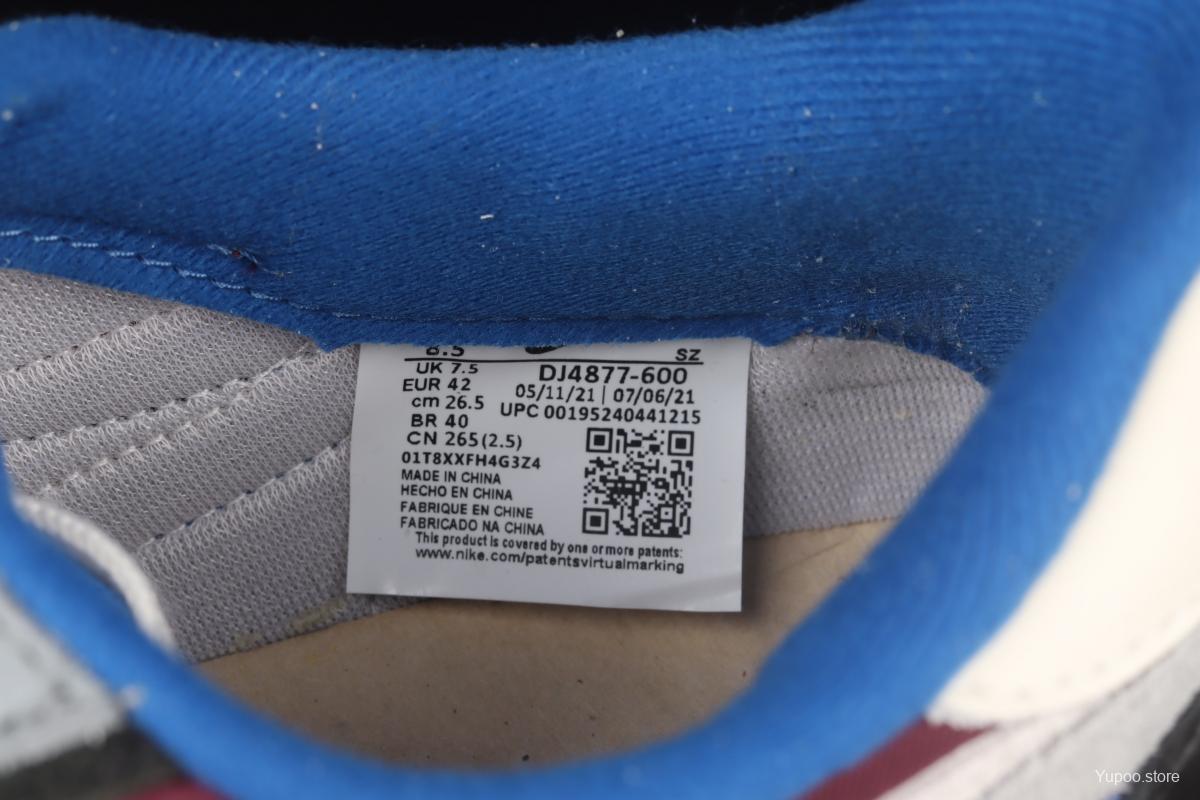 8.5 SZ
UK 7.5 DJ4877-600
EUR 42 05/11/21 | 07/06/21
cm 26.5 UPC 00195240441215
BR 40
CN 265(2.5)
01T8XXFH4G3Z4
MADE IN CHINA
HECHO EN CHINA
FABRIQUE EN CHINE
FABRICADO NA CHINA
This product is covered by one or more patents:
www.nike.com/patentsvirtualmarking
Yupoo.store